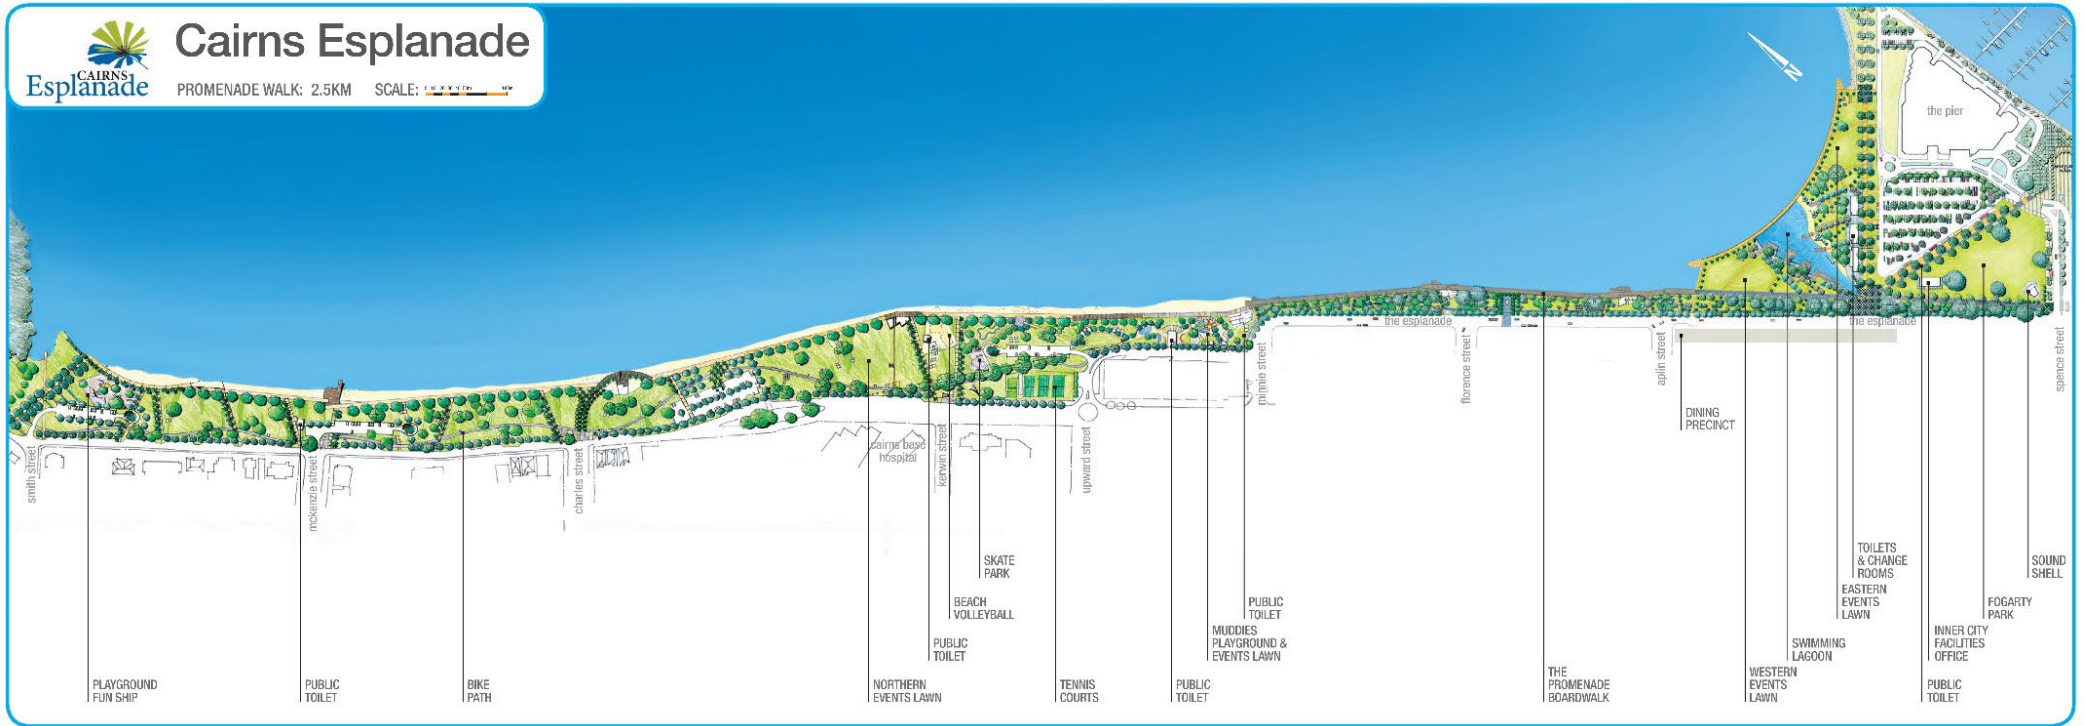 CAIRNS
Esplanade
Cairns Esplanade
PROMENADE WALK: 2.5KM SCALE:
N
the pier
the esplanade
the esplanade
smith street
mckenzie street
charles street
cairns base
hospital
kerwin street
upward street
minnie street
florence street
aplin street
spence street
DINING
PRECINCT
PLAYGROUND
FUN SHIP
PUBLIC
TOILET
BIKE
PATH
NORTHERN
EVENTS LAWN
PUBLIC
TOILET
BEACH
VOLLEYBALL
SKATE
PARK
TENNIS
COURTS
PUBLIC
TOILET
MUDDIES
PLAYGROUND &
EVENTS LAWN
PUBLIC
TOILET
THE
PROMENADE
BOARDWALK
WESTERN
EVENTS
LAWN
SWIMMING
LAGOON
EASTERN
EVENTS
LAWN
TOILETS
& CHANGE
ROOMS
PUBLIC
TOILET
INNER CITY
FACILITIES
OFFICE
FOGARTY
PARK
SOUND
SHELL